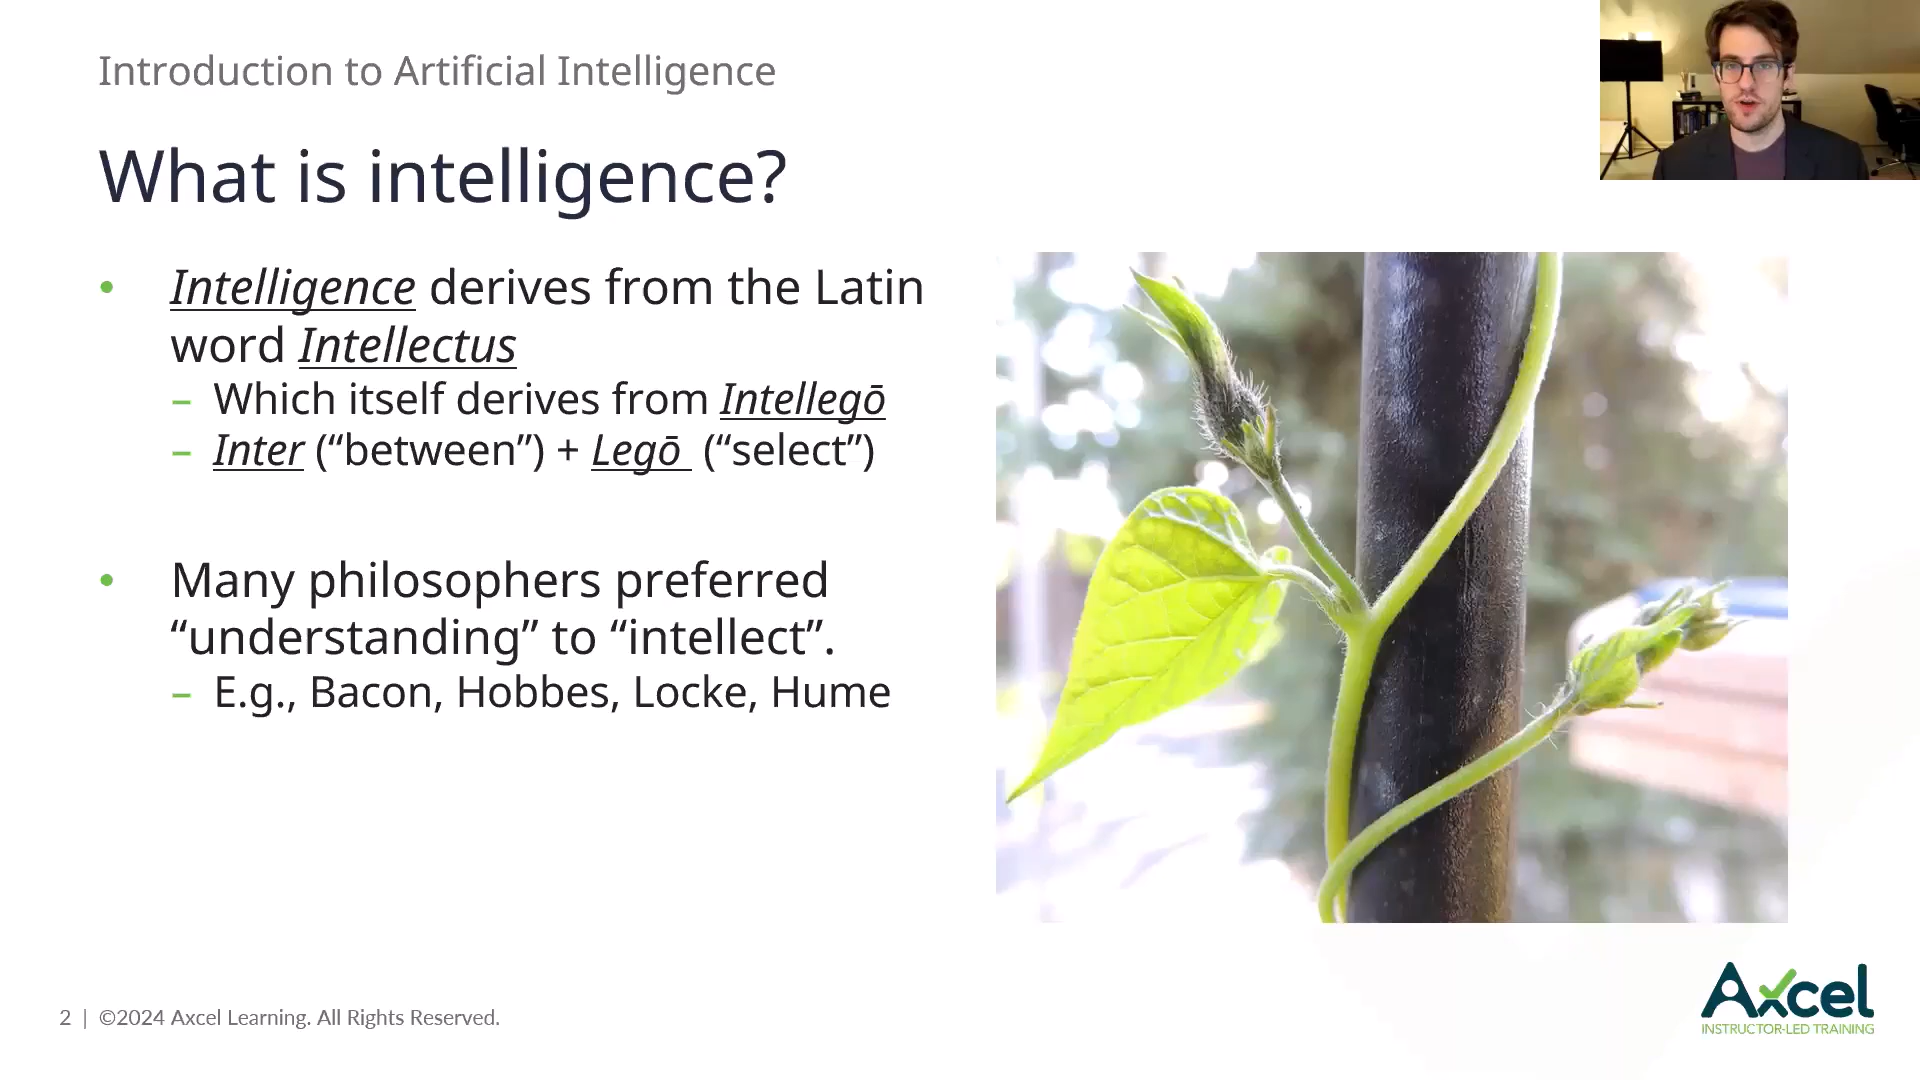 Introduction to Artificial Intelligence
What is intelligence?
• Intelligence derives from the Latin
word Intellectus
– Which itself derives from Intellegō
– Inter (“between”) + Legō (“select”)
• Many philosophers preferred
“understanding” to “intellect”.
– E.g., Bacon, Hobbes, Locke, Hume
2 | ©2024 Axcel Learning. All Rights Reserved.
Axcel
INSTRUCTOR-LED TRAINING